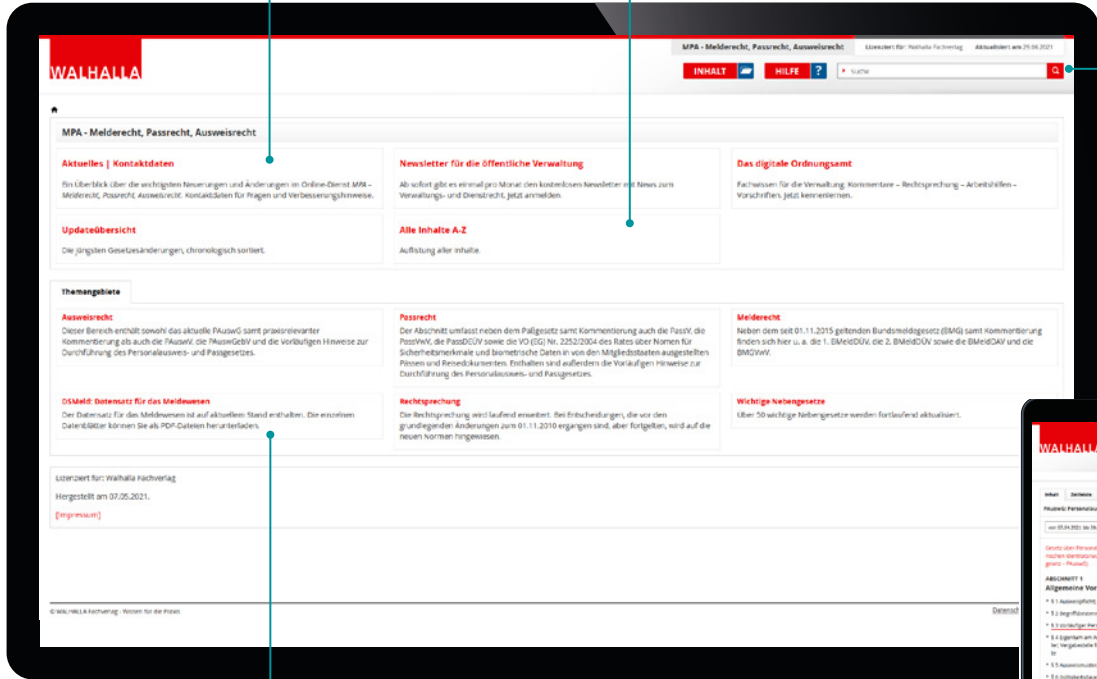 WALHALLA
MPA - Melderecht, Passrecht, Ausweisrecht
Lizenziert für: Walhalla Fachverlag
Aktualisiert am 29.06.2021
INHALT
HILFE ?
Suche
MPA - Melderecht, Passrecht, Ausweisrecht
Aktuelles | Kontaktdaten
Ein Überblick über die wichtigsten Neuerungen und Änderungen im Online-Dienst MPA –
Melderecht, Passrecht, Ausweisrecht. Kontaktdaten für Fragen und Verbesserungshinweise.
Newsletter für die öffentliche Verwaltung
Ab sofort gibt es einmal pro Monat den kostenlosen Newsletter mit News zum
Verwaltungs- und Dienstrecht. Jetzt anmelden.
Das digitale Ordnungsamt
Fachwissen für die Verwaltung. Kommentare – Rechtsprechung – Arbeitshilfen –
Vorschriften. Jetzt kennenlernen.
Updateübersicht
Die jüngsten Gesetzesänderungen, chronologisch sortiert.
Alle Inhalte A-Z
Auflistung aller Inhalte.
Themengebiete
Ausweisrecht
Dieser Bereich enthält sowohl das aktuelle PAuswG samt praxisrelevanter
Kommentierung als auch die PAuswV, die PAuswGebV und die Vorläufigen Hinweise zur
Durchführung des Personalausweis- und Passgesetzes.
Passrecht
Der Abschnitt umfasst neben dem Paßgesetz samt Kommentierung auch die PassV, die
PassVwV, die PassDEÜV sowie die VO (EG) Nr. 2252/2004 des Rates über Normen für
Sicherheitsmerkmale und biometrische Daten in von den Mitgliedsstaaten ausgestellten
Pässen und Reisedokumenten. Enthalten sind außerdem die Vorläufigen Hinweise zur
Durchführung des Personalausweis- und Passgesetzes.
Melderecht
Neben dem seit 01.11.2015 geltenden Bundsmeldegesetz (BMG) samt Kommentierung
finden sich hier u. a. die 1. BMeldDÜV, die 2. BMeldDÜV sowie die BMeldDAV und die
BMGVwV.
DSMeld: Datensatz für das Meldewesen
Der Datensatz für das Meldewesen ist auf aktuellem Stand enthalten. Die einzelnen
Datenblätter können Sie als PDF-Dateien herunterladen.
Rechtsprechung
Die Rechtsprechung wird laufend erweitert. Bei Entscheidungen, die vor den
grundlegenden Änderungen zum 01.11.2010 ergangen sind, aber fortgelten, wird auf die
neuen Normen hingewiesen.
Wichtige Nebengesetze
Über 50 wichtige Nebengesetze werden fortlaufend aktualisiert.
Lizenziert für: Walhalla Fachverlag
Hergestellt am 07.05.2021.
[Impressum]
© WALHALLA Fachverlag - Wissen für die Praxis
Datensch
WALHALLA
Inhalt
ABSCHNITT 1
Allgemeine Vor